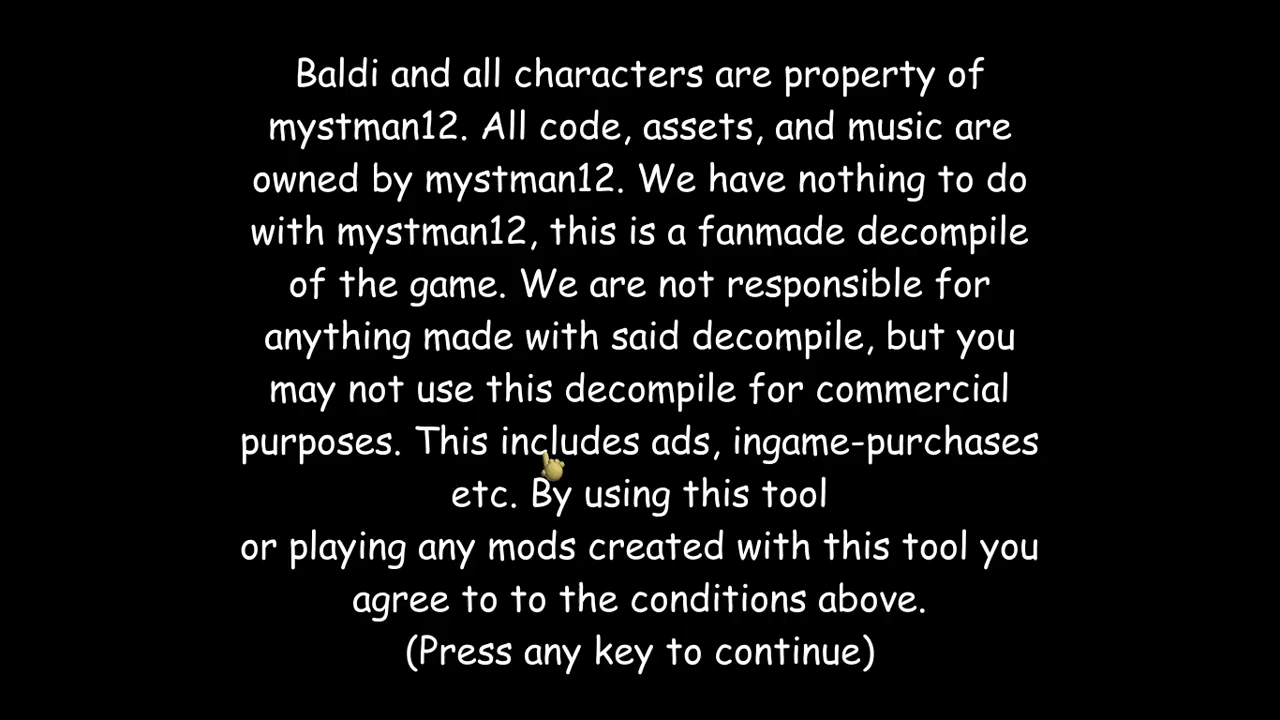 Baldi and all characters are property of
mystman12. All code, assets, and music are
owned by mystman12. We have nothing to do
with mystman12, this is a fanmade decompile
of the game. We are not responsible for
anything made with said decompile, but you
may not use this decompile for commercial
purposes. This includes ads, ingame-purchases
etc. By using this tool
or playing any mods created with this tool you
agree to to the conditions above.
(Press any key to continue)